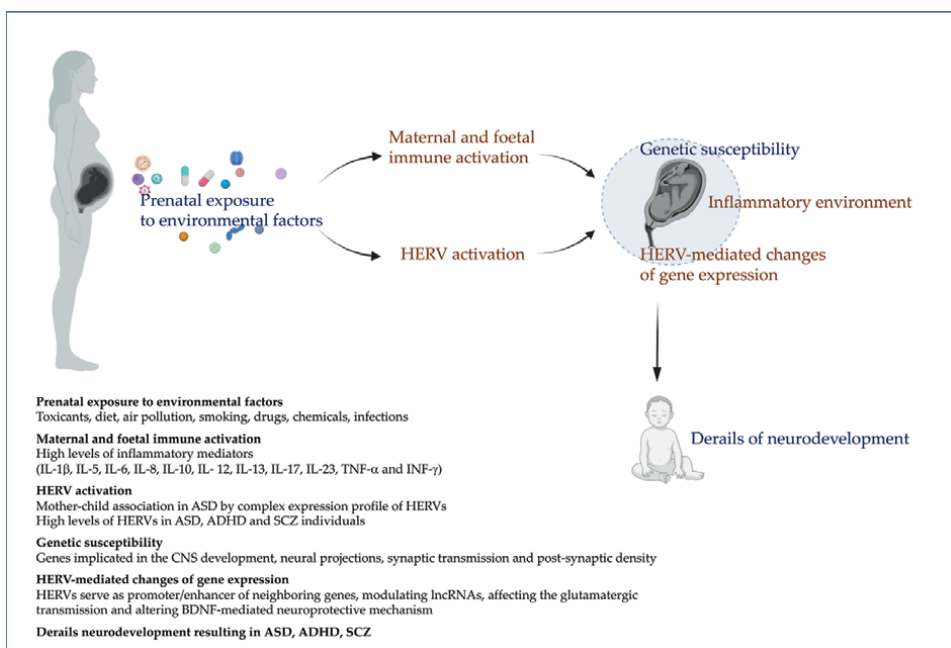 Maternal and foetal
immune activation
Genetic susceptibility
Prenatal exposure
to environmental factors
Inflammatory environment
HERV activation
HERV-mediated changes
of gene expression
Derails of neurodevelopment
Prenatal exposure to environmental factors
Toxicants, diet, air pollution, smoking, drugs, chemicals, infections
Maternal and foetal immune activation
High levels of inflammatory mediators
(IL-1β, IL-5, IL-6, IL-8, IL-10, IL- 12, IL-13, IL-17, IL-23, TNF-α and INF-γ)
HERV activation
Mother-child association in ASD by complex expression profile of HERVs
High levels of HERVs in ASD, ADHD and SCZ individuals
Genetic susceptibility
Genes implicated in the CNS development, neural projections, synaptic transmission and post-synaptic density
HERV-mediated changes of gene expression
HERVs serve as promoter/enhancer of neighboring genes, modulating lncRNAs, affecting the glutamatergic
transmission and altering BDNF-mediated neuroprotective mechanism
Derails neurodevelopment resulting in ASD, ADHD, SCZ